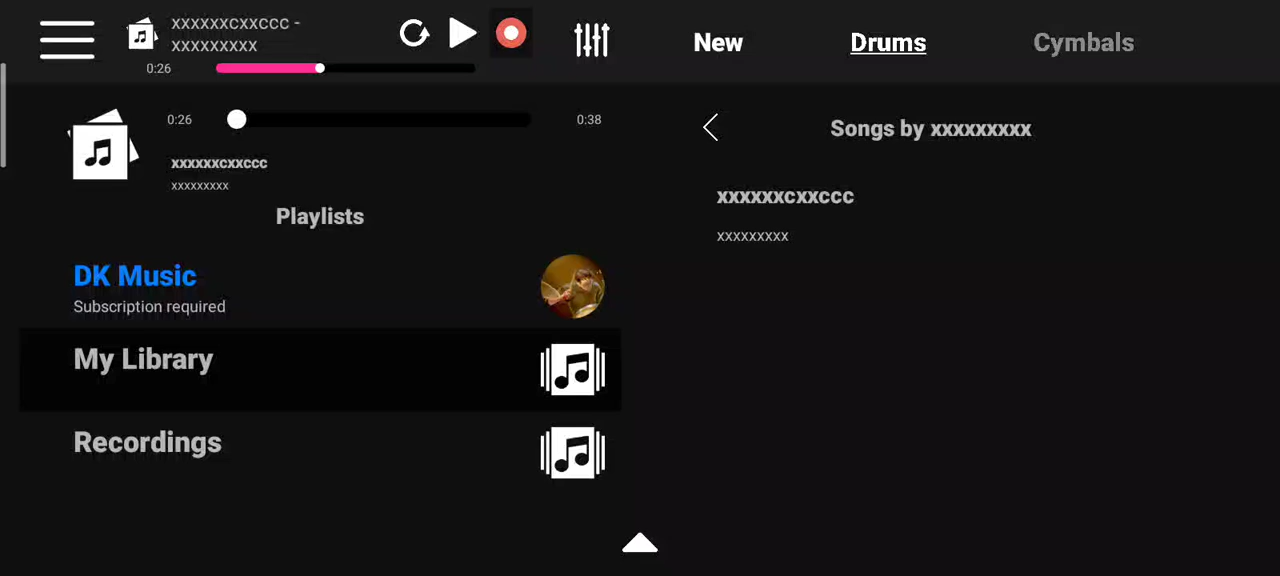 xxxxxxcxxccc -
xxxxxxxxx
0:26
New
Drums
Cymbals
0:26
0:38
xxxxxxcxxccc
xxxxxxxxx
Playlists
DK Music
Subscription required
My Library
Recordings
Songs by xxxxxxxxx
xxxxxxcxxccc
xxxxxxxxx